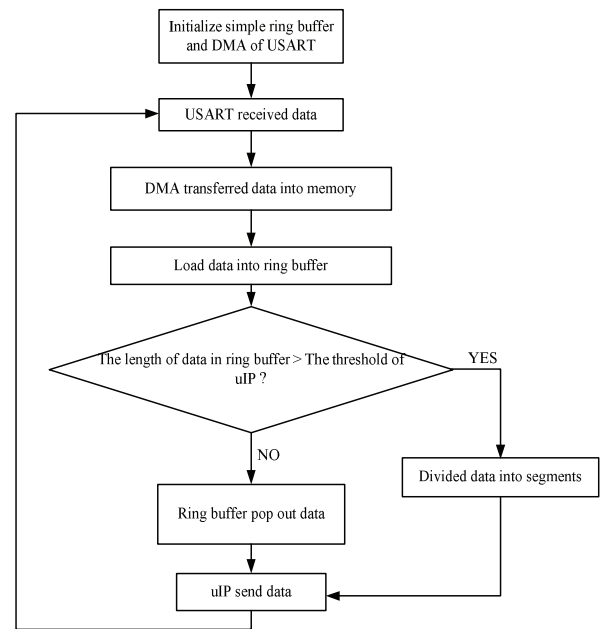 Initialize simple ring buffer
and DMA of USART
USART received data
DMA transferred data into memory
Load data into ring buffer
The length of data in ring buffer > The threshold of
uIP ?
YES
NO
Divided data into segments
Ring buffer pop out data
uIP send data